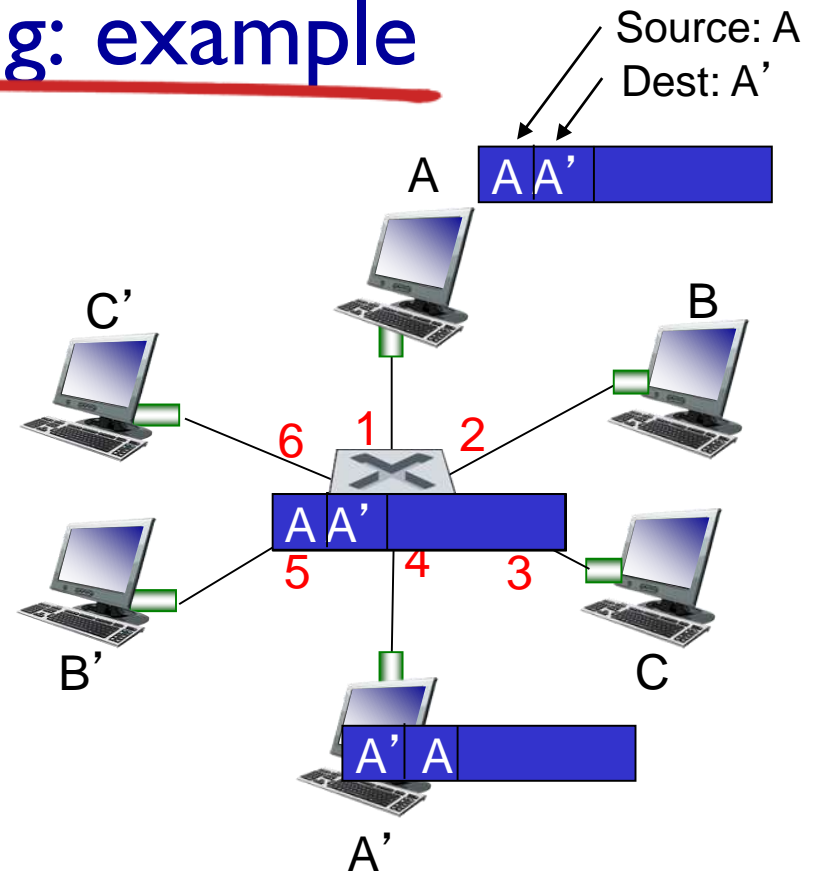 g: example
Source: A
Dest: A’
A
A A’
C’
B
6 1 2
A A’
5 4 3
B’
C
A’ A
A’